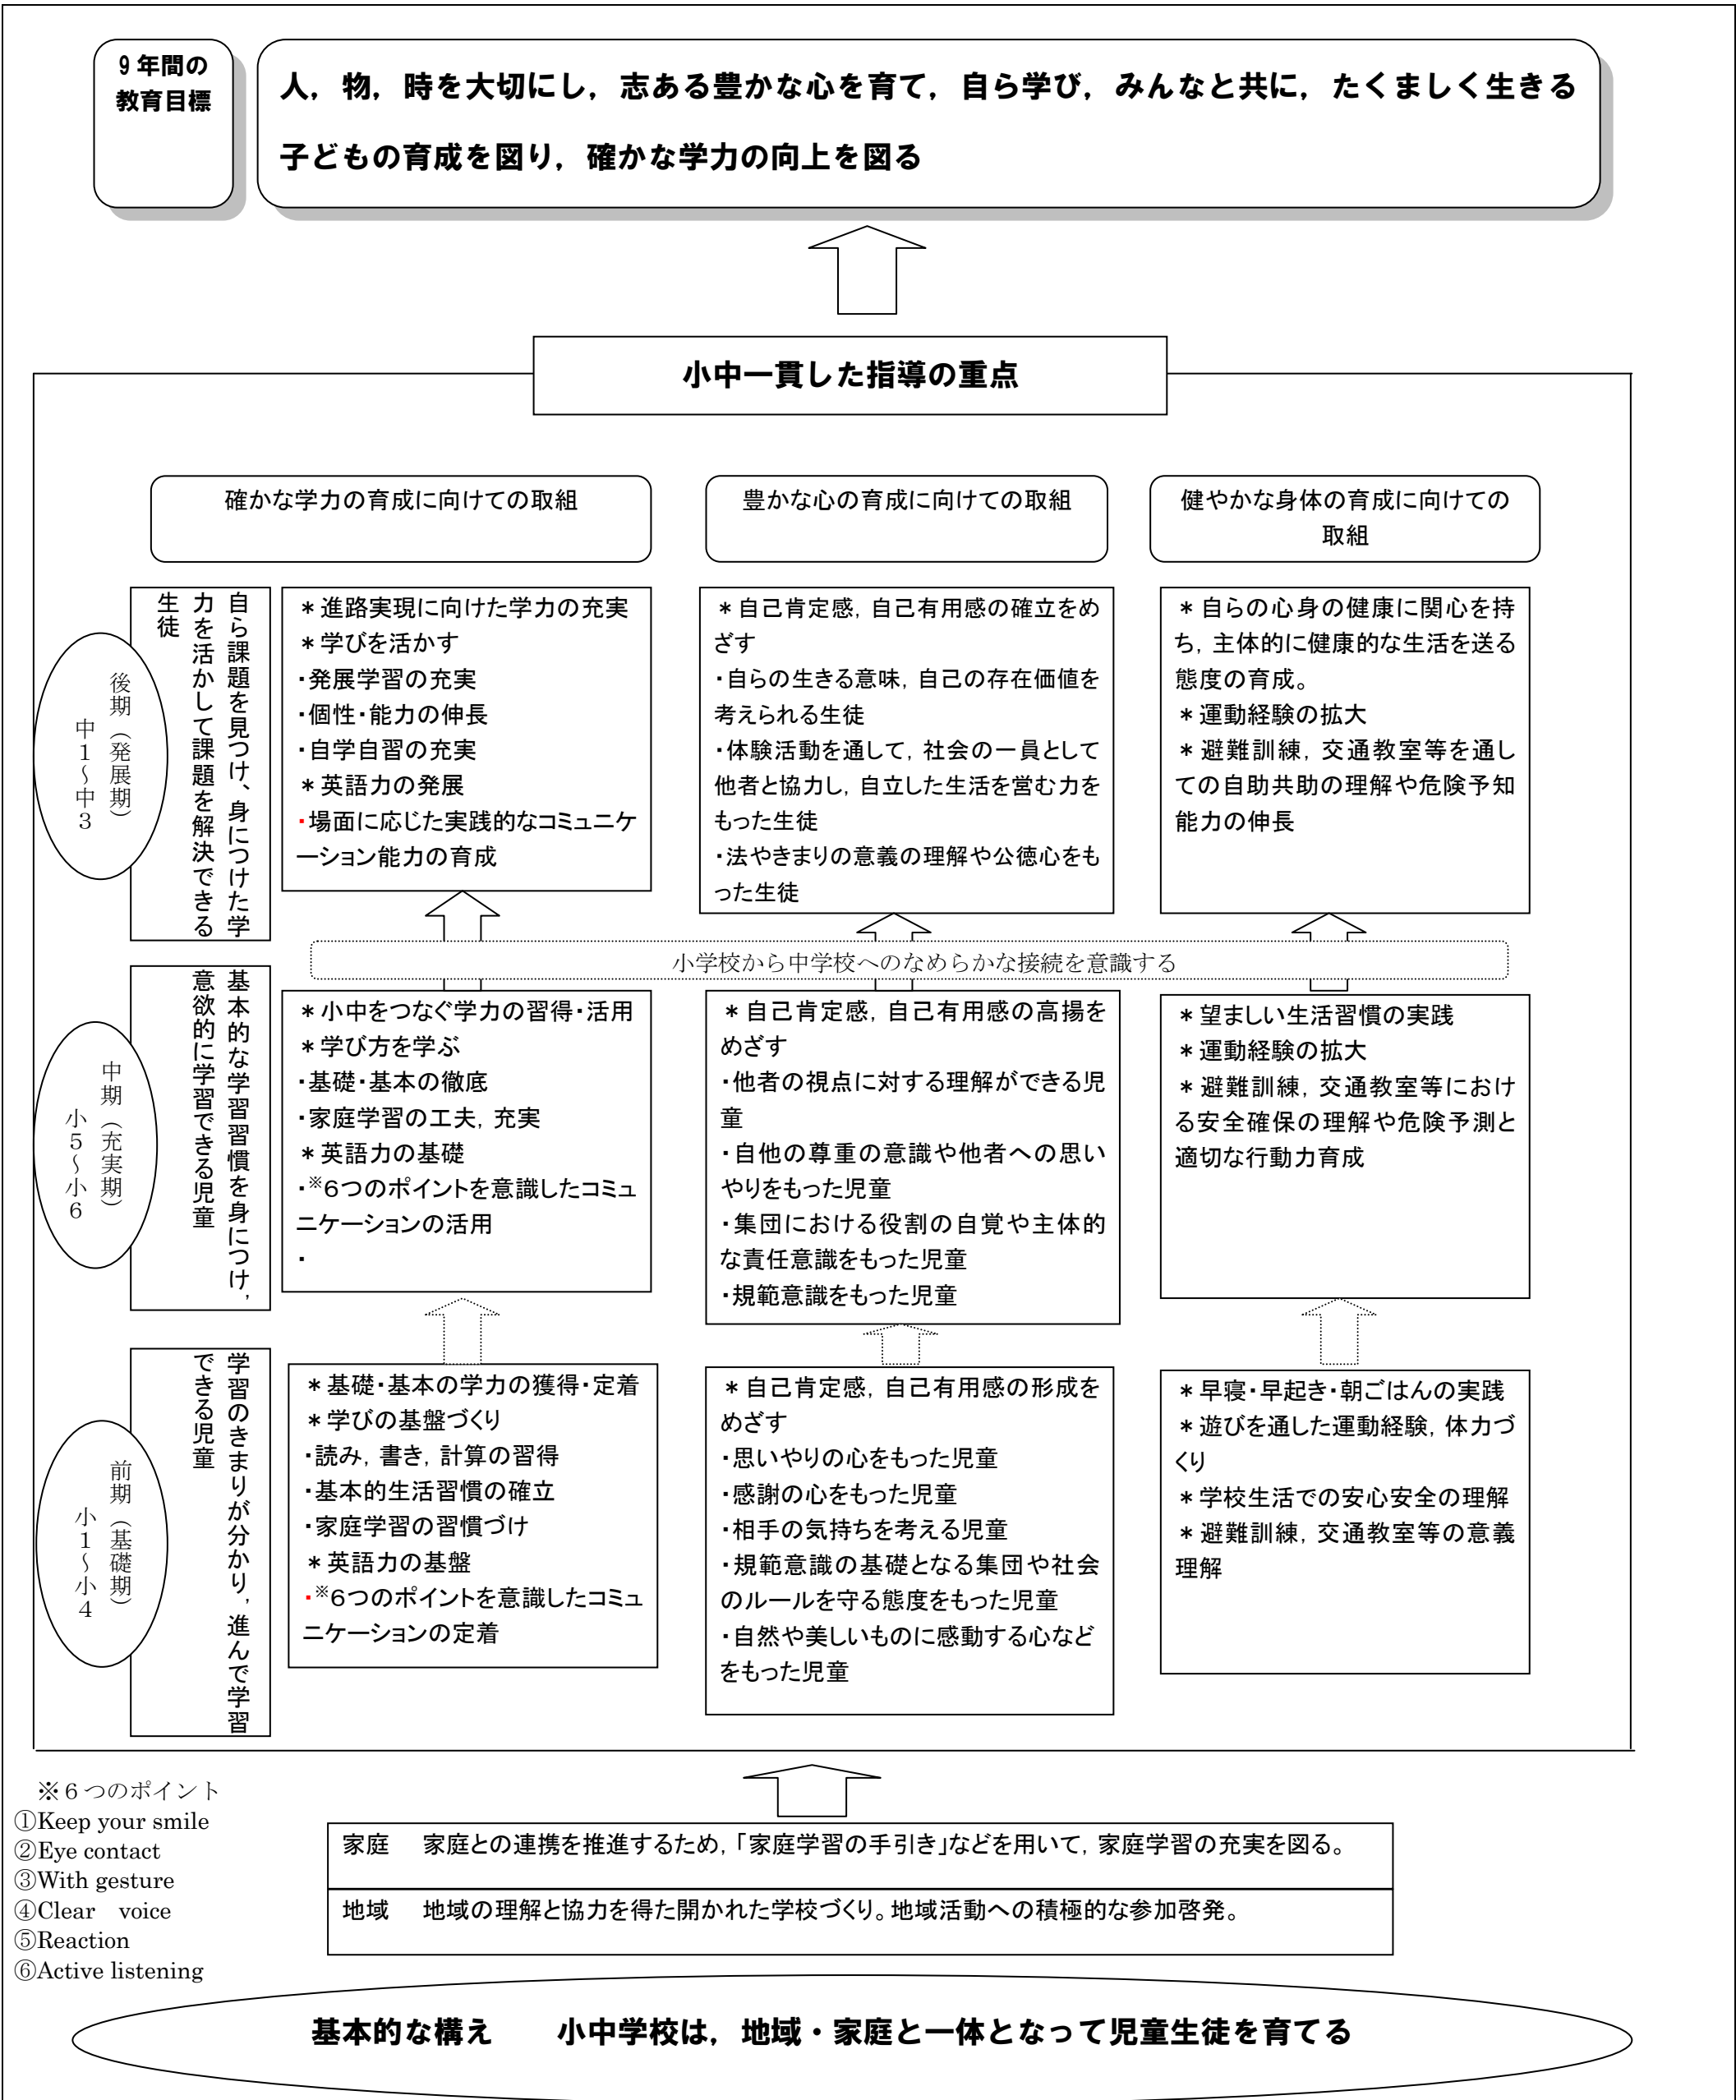 9年間の
教育目標
人，物，時を大切にし，志ある豊かな心を育て，自ら学び，みんなと共に，たくましく生きる
子どもの育成を図り，確かな学力の向上を図る
小中一貫した指導の重点
確かな学力の育成に向けての取組
豊かな心の育成に向けての取組
健やかな身体の育成に向けての
取組
後期（発展期）
中１～中３
自ら課題を見つけ、身につけた学
力を活かして課題を解決できる
生徒
＊進路実現に向けた学力の充実
＊学びを活かす
・発展学習の充実
・個性・能力の伸長
・自学自習の充実
＊英語力の発展
・場面に応じた実践的なコミュニケ
ーション能力の育成
＊自己肯定感，自己有用感の確立をめ
ざす
・自らの生きる意味，自己の存在価値を
考えられる生徒
・体験活動を通して，社会の一員として
他者と協力し，自立した生活を営む力を
もった生徒
・法やきまりの意義の理解や公徳心をも
った生徒
＊自らの心身の健康に関心を持
ち，主体的に健康的な生活を送る
態度の育成。
＊運動経験の拡大
＊避難訓練，交通教室等を通し
ての自助共助の理解や危険予知
能力の伸長
小学校から中学校へのなめらかな接続を意識する
中期（充実期）
小５～小６
基本的な学習習慣を身につけ，
意欲的に学習できる児童
＊小中をつなぐ学力の習得・活用
＊学び方を学ぶ
・基礎・基本の徹底
・家庭学習の工夫，充実
＊英語力の基礎
・※６つのポイントを意識したコミュ
ニケーションの活用
・
＊自己肯定感，自己有用感の高揚を
めざす
・他者の視点に対する理解ができる児
童
・自他の尊重の意識や他者への思い
やりをもった児童
・集団における役割の自覚や主体的
な責任意識をもった児童
・規範意識をもった児童
＊望ましい生活習慣の実践
＊運動経験の拡大
＊避難訓練，交通教室等におけ
る安全確保の理解や危険予測と
適切な行動力育成
前期（基礎期）
小１～小４
学習のきまりが分かり，進んで学習
できる児童
＊基礎・基本の学力の獲得・定着
＊学びの基盤づくり
・読み，書き，計算の習得
・基本的生活習慣の確立
・家庭学習の習慣づけ
＊英語力の基盤
・※６つのポイントを意識したコミュ
ニケーションの定着
＊自己肯定感，自己有用感の形成を
めざす
・思いやりの心をもった児童
・感謝の心をもった児童
・相手の気持ちを考える児童
・規範意識の基礎となる集団や社会
のルールを守る態度をもった児童
・自然や美しいものに感動する心など
をもった児童
＊早寝・早起き・朝ごはんの実践
＊遊びを通した運動経験，体力づ
くり
＊学校生活での安心安全の理解
＊避難訓練，交通教室等の意義
理解
※６つのポイント
①Keep your smile
②Eye contact
③With gesture
④Clear　voice
⑤Reaction
⑥Active listening
家庭　家庭との連携を推進するため，「家庭学習の手引き」などを用いて，家庭学習の充実を図る。
地域　地域の理解と協力を得た開かれた学校づくり。地域活動への積極的な参加啓発。
基本的な構え　　小中学校は，地域・家庭と一体となって児童生徒を育てる